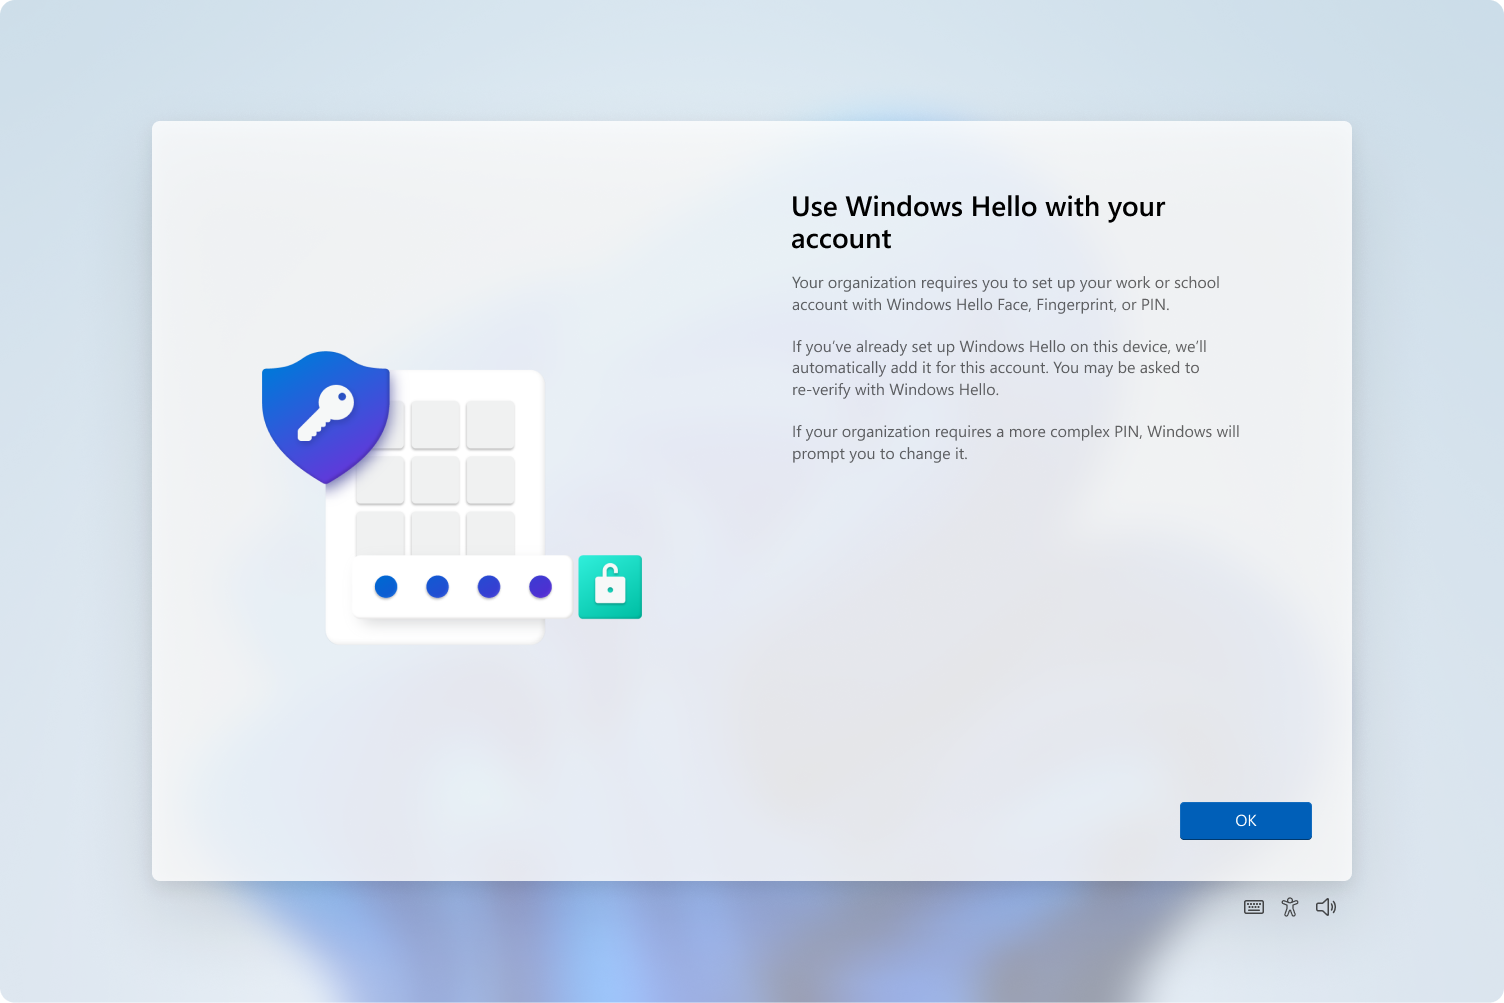 Use Windows Hello with your
account
Your organization requires you to set up your work or school
account with Windows Hello Face, Fingerprint, or PIN.
If you’ve already set up Windows Hello on this device, we’ll
automatically add it for this account. You may be asked to
re-verify with Windows Hello.
If your organization requires a more complex PIN, Windows will
prompt you to change it.
OK